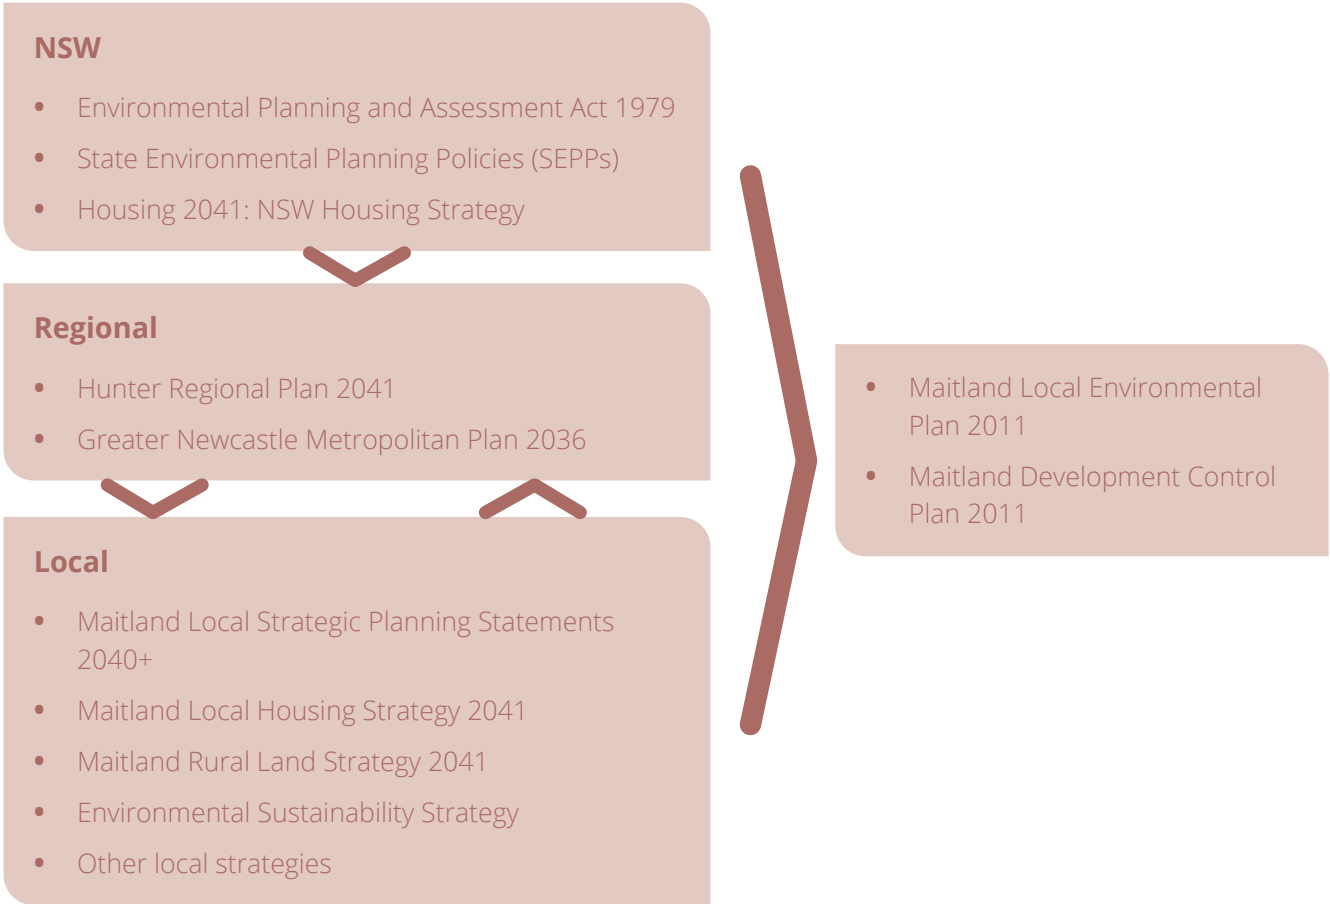 NSW
• Environmental Planning and Assessment Act 1979
• State Environmental Planning Policies (SEPPs)
• Housing 2041: NSW Housing Strategy
Regional
• Hunter Regional Plan 2041
• Greater Newcastle Metropolitan Plan 2036
Local
• Maitland Local Strategic Planning Statements
2040+
• Maitland Local Housing Strategy 2041
• Maitland Rural Land Strategy 2041
• Environmental Sustainability Strategy
• Other local strategies
• Maitland Local Environmental
Plan 2011
• Maitland Development Control
Plan 2011